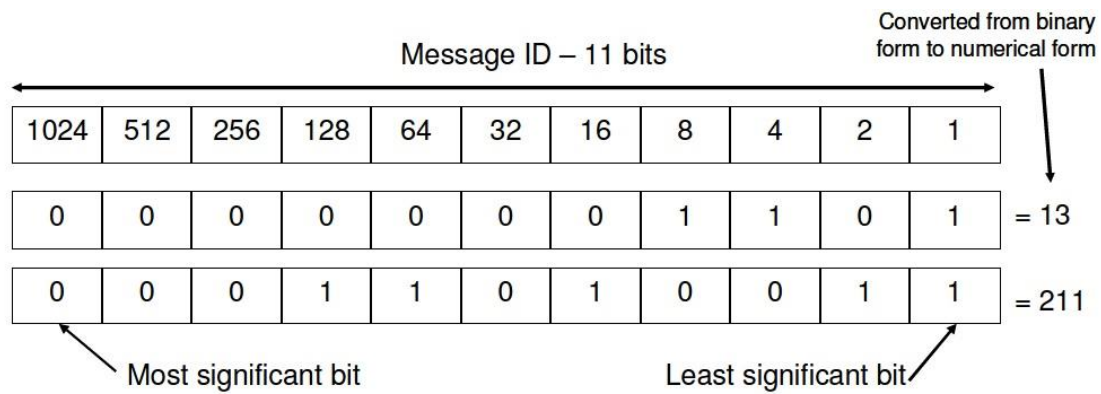 Converted from binary
form to numerical form
Message ID – 11 bits
1024 512 256 128 64 32 16 8 4 2 1
0 0 0 0 0 0 0 1 1 0 1 = 13
0 0 0 1 1 0 1 0 0 1 1 = 211
Most significant bit Least significant bit